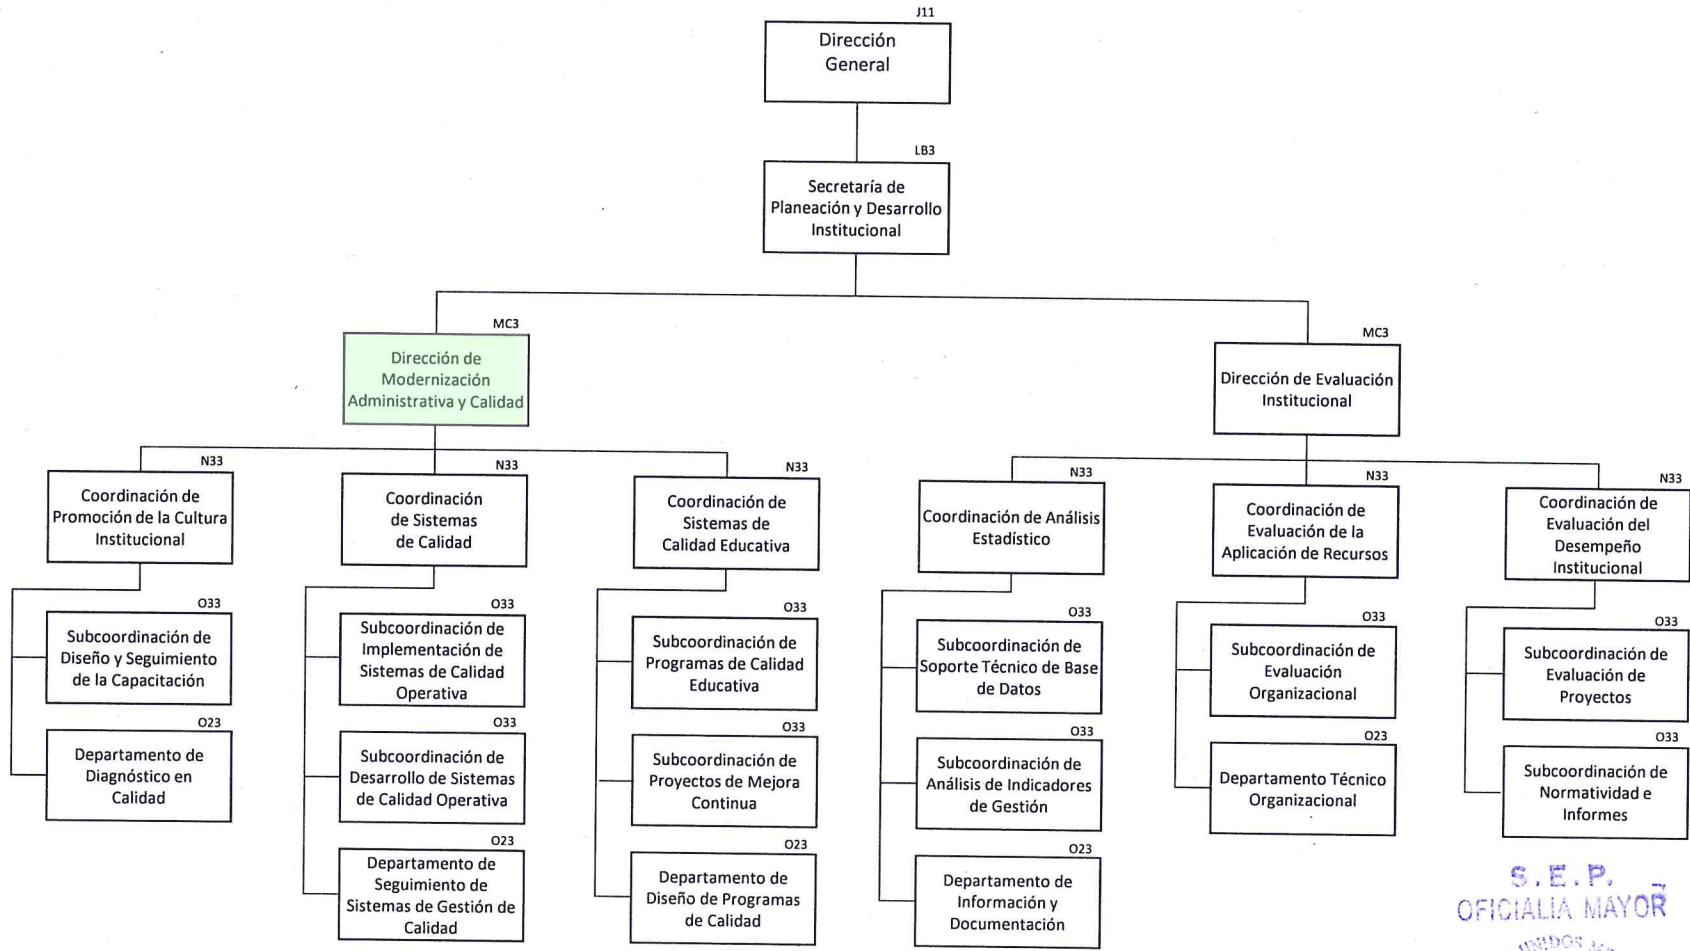 J11
Dirección
General
LB3
Secretaría de
Planeación y Desarrollo
Institucional
MC3
Dirección de
Modernización
Administrativa y Calidad
MC3
Dirección de Evaluación
Institucional
N33
Coordinación de
Promoción de la Cultura
Institucional
N33
Coordinación
de Sistemas
de Calidad
N33
Coordinación de
Sistemas de
Calidad Educativa
N33
Coordinación de Análisis
Estadístico
N33
Coordinación de
Evaluación de la
Aplicación de Recursos
N33
Coordinación de
Evaluación del
Desempeño
Institucional
O33
Subcoordinación de
Diseño y Seguimiento
de la Capacitación
O33
Subcoordinación de
Implementación de
Sistemas de Calidad
Operativa
O33
Subcoordinación de
Programas de Calidad
Educativa
O33
Subcoordinación de
Soporte Técnico de Base
de Datos
O33
Subcoordinación de
Evaluación
Organizacional
O33
Subcoordinación de
Evaluación de
Proyectos
O23
Departamento de
Diagnóstico en
Calidad
O33
Subcoordinación de
Desarrollo de Sistemas
de Calidad Operativa
O33
Subcoordinación de
Proyectos de Mejora
Continua
O33
Subcoordinación de
Análisis de Indicadores
de Gestión
O23
Departamento Técnico
Organizacional
O33
Subcoordinación de
Normatividad e
Informes
O23
Departamento de
Seguimiento de
Sistemas de Gestión de
Calidad
O23
Departamento de
Diseño de Programas
de Calidad
O23
Departamento de
Información y
Documentación
S.E.P.
OFICIALIA MAYOR